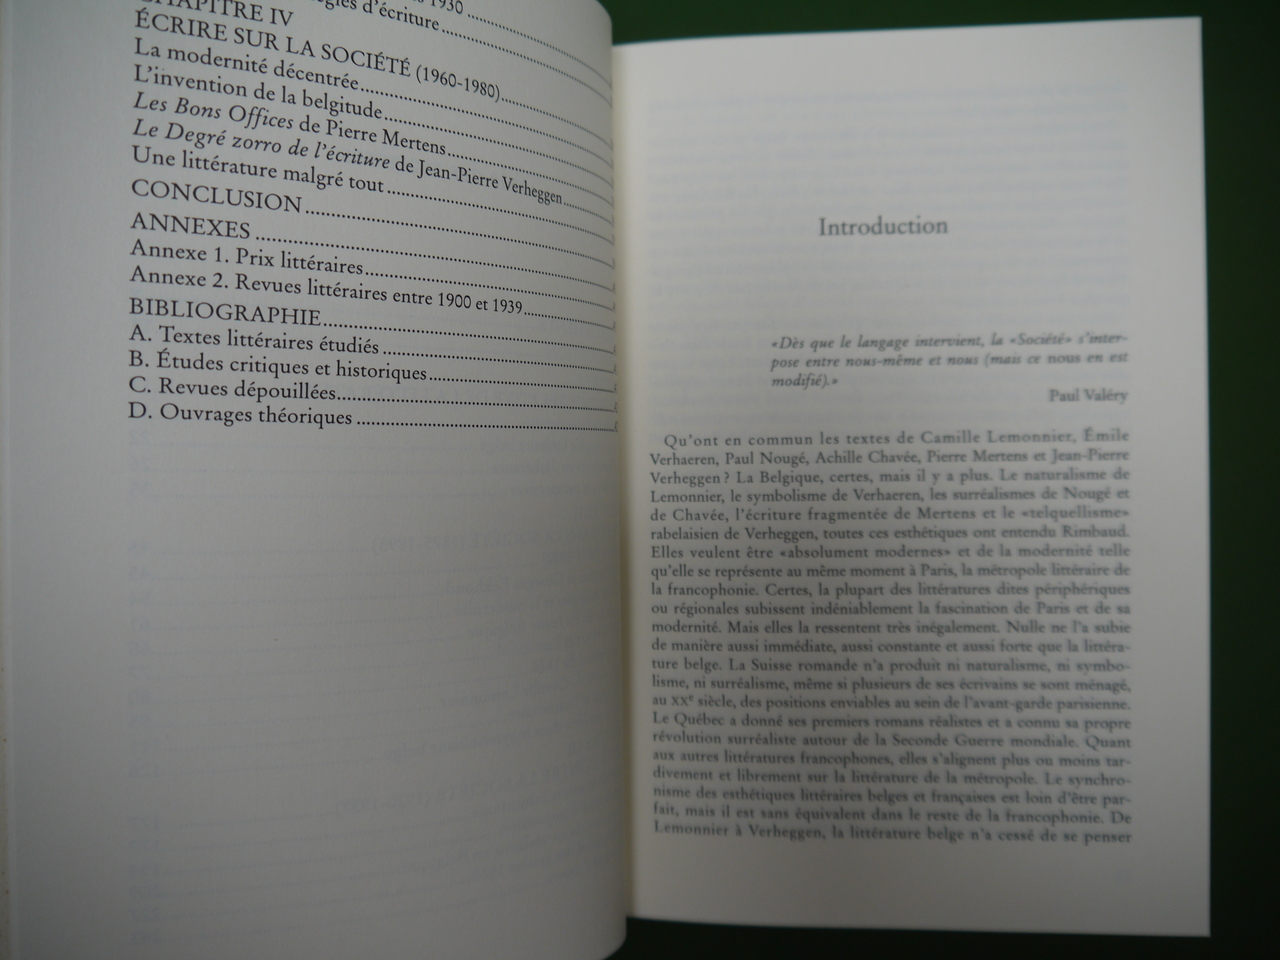 1930
d'écriture
CHAPITRE IV
ÉCRIRE SUR LA SOCIÉTÉ (1960-1980)
La modernité décentrée
L'invention de la belgitude
Les Bons Offices de Pierre Mertens
Le Degré zorro de l'écriture de Jean-Pierre Verheggen
Une littérature malgré tout
CONCLUSION
ANNEXES
Annexe 1. Prix littéraires
Annexe 2. Revues littéraires entre 1900 et 1939
BIBLIOGRAPHIE
A. Textes littéraires étudiés
B. Études critiques et historiques
C. Revues dépouillées
D. Ouvrages théoriques
Introduction
«Dès que le langage intervient, la «Société» s'inter-
pose entre nous-même et nous (mais ce nous en est
modifié).»
Paul Valéry
Qu'ont en commun les textes de Camille Lemonnier, Émile
Verhaeren, Paul Nougé, Achille Chavée, Pierre Mertens et Jean-Pierre
Verheggen ? La Belgique, certes, mais il y a plus. Le naturalisme de
Lemonnier, le symbolisme de Verhaeren, les surréalismes de Nougé et
de Chavée, l'écriture fragmentée de Mertens et le «telquellisme»
rabelaisien de Verheggen, toutes ces esthétiques ont entendu Rimbaud.
Elles veulent être «absolument modernes» et de la modernité telle
qu'elle se représente au même moment à Paris, la métropole littéraire de
la francophonie. Certes, la plupart des littératures dites périphériques
ou régionales subissent indéniablement la fascination de Paris et de sa
modernité. Mais elles la ressentent très inégalement. Nulle ne l'a subie
de manière aussi immédiate, aussi constante et aussi forte que la littéra-
ture belge. La Suisse romande n'a produit ni naturalisme, ni symbo-
lisme, ni surréalisme, même si plusieurs de ses écrivains se sont ménagé,
au XXe siècle, des positions enviables au sein de l'avant-garde parisienne.
Le Québec a donné ses premiers romans réalistes et a connu sa propre
révolution surréaliste autour de la Seconde Guerre mondiale. Quant
aux autres littératures francophones, elles s'alignent plus ou moins tar-
divement et librement sur la littérature de la métropole. Le synchro-
nisme des esthétiques littéraires belges et françaises est loin d'être par-
fait, mais il est sans équivalent dans le reste de la francophonie. De
Lemonnier à Verheggen, la littérature belge n'a cessé de se penser